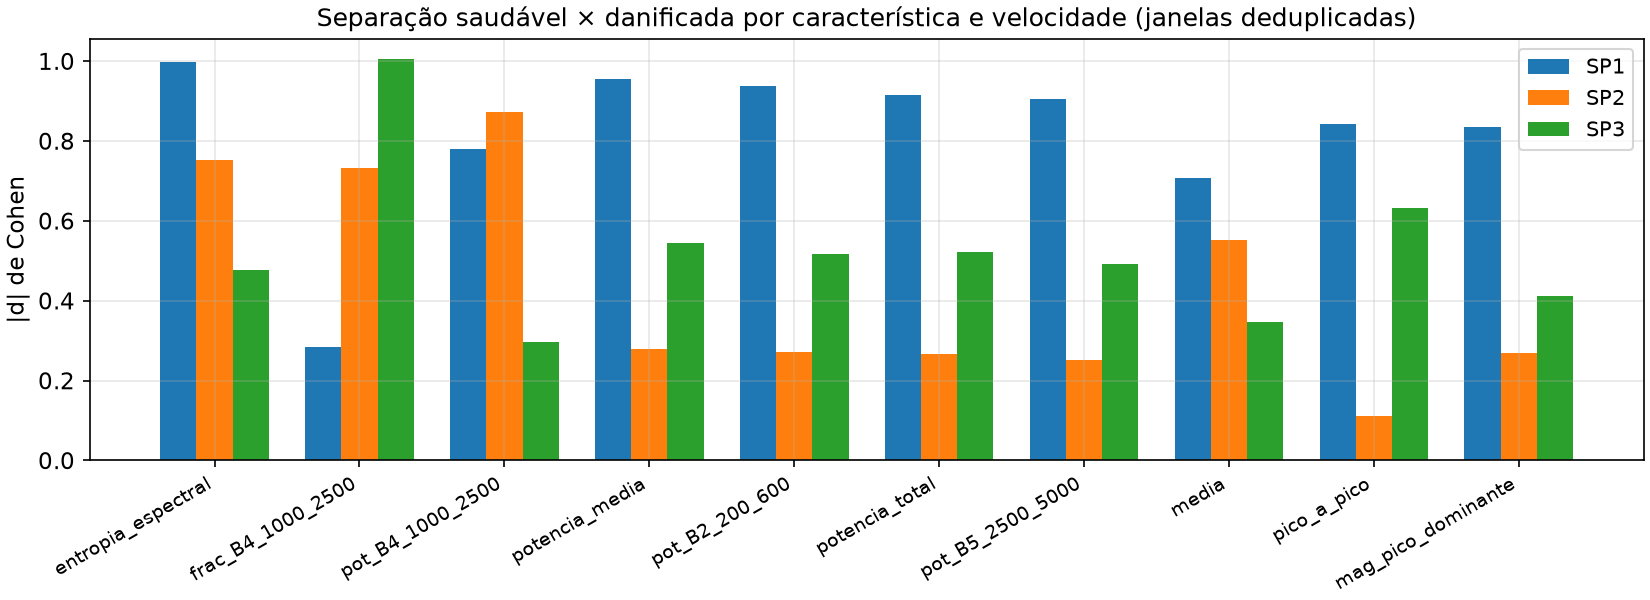 Separação saudável × danificada por característica e velocidade (janelas deduplicadas)
|d| de Cohen
1.0
0.8
0.6
0.4
0.2
0.0
SP1
SP2
SP3
entropia_espectral
frac_B4_1000_2500
pot_B4_1000_2500
potencia_media
pot_B2_200_600
potencia_total
pot_B5_2500_5000
media
pico_a_pico
mag_pico_dominante